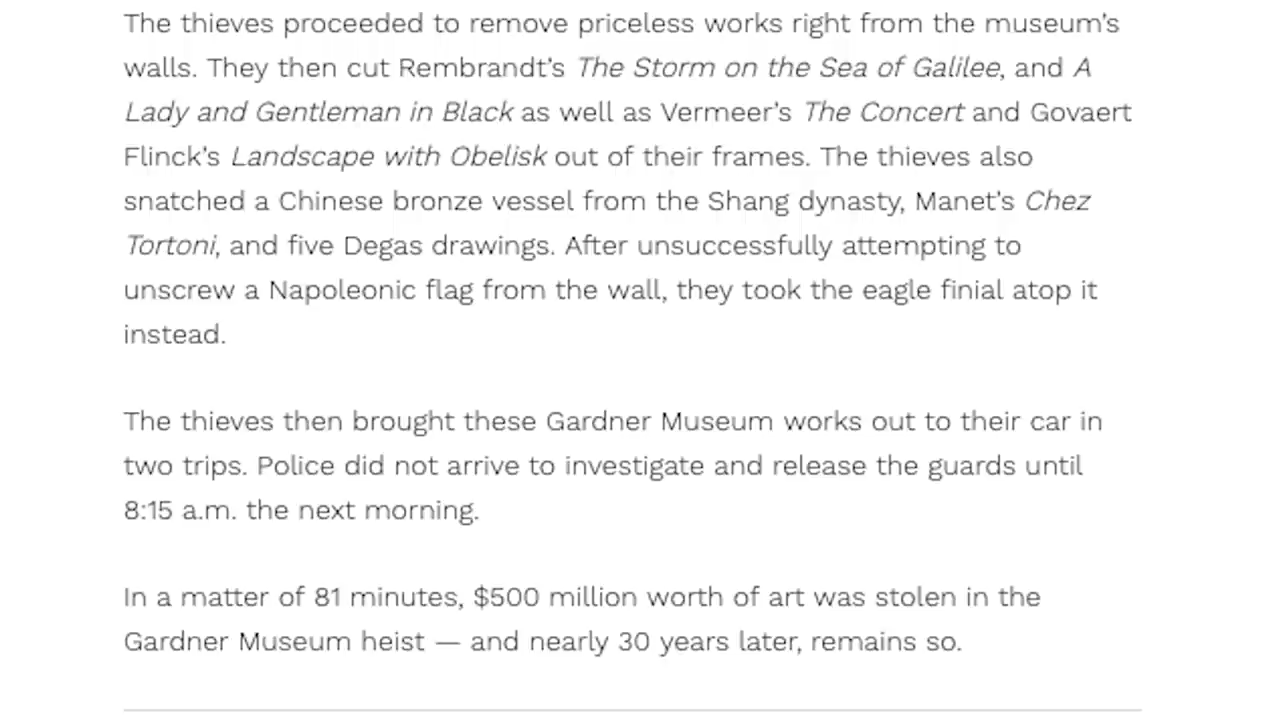 The thieves proceeded to remove priceless works right from the museum's
walls. They then cut Rembrandt's The Storm on the Sea of Galilee, and A
Lady and Gentleman in Black as well as Vermeer's The Concert and Govaert
Flinck's Landscape with Obelisk out of their frames. The thieves also
snatched a Chinese bronze vessel from the Shang dynasty, Manet's Chez
Tortoni, and five Degas drawings. After unsuccessfully attempting to
unscrew a Napoleonic flag from the wall, they took the eagle finial atop it
instead.
The thieves then brought these Gardner Museum works out to their car in
two trips. Police did not arrive to investigate and release the guards until
8:15 a.m. the next morning.
In a matter of 81 minutes, $500 million worth of art was stolen in the
Gardner Museum heist — and nearly 30 years later, remains so.